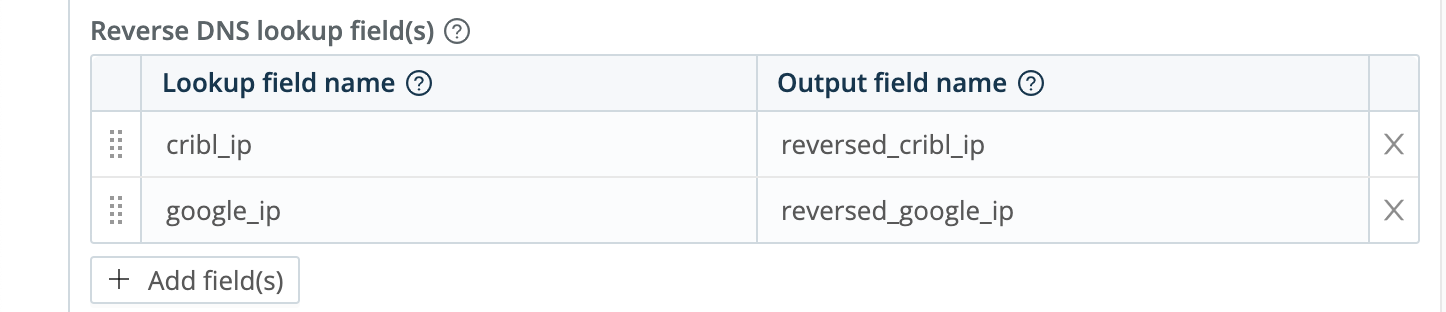 Reverse DNS lookup field(s) ?
Lookup field name ? Output field name ?
cribl_ip reversed_cribl_ip
google_ip reversed_google_ip
+ Add field(s)